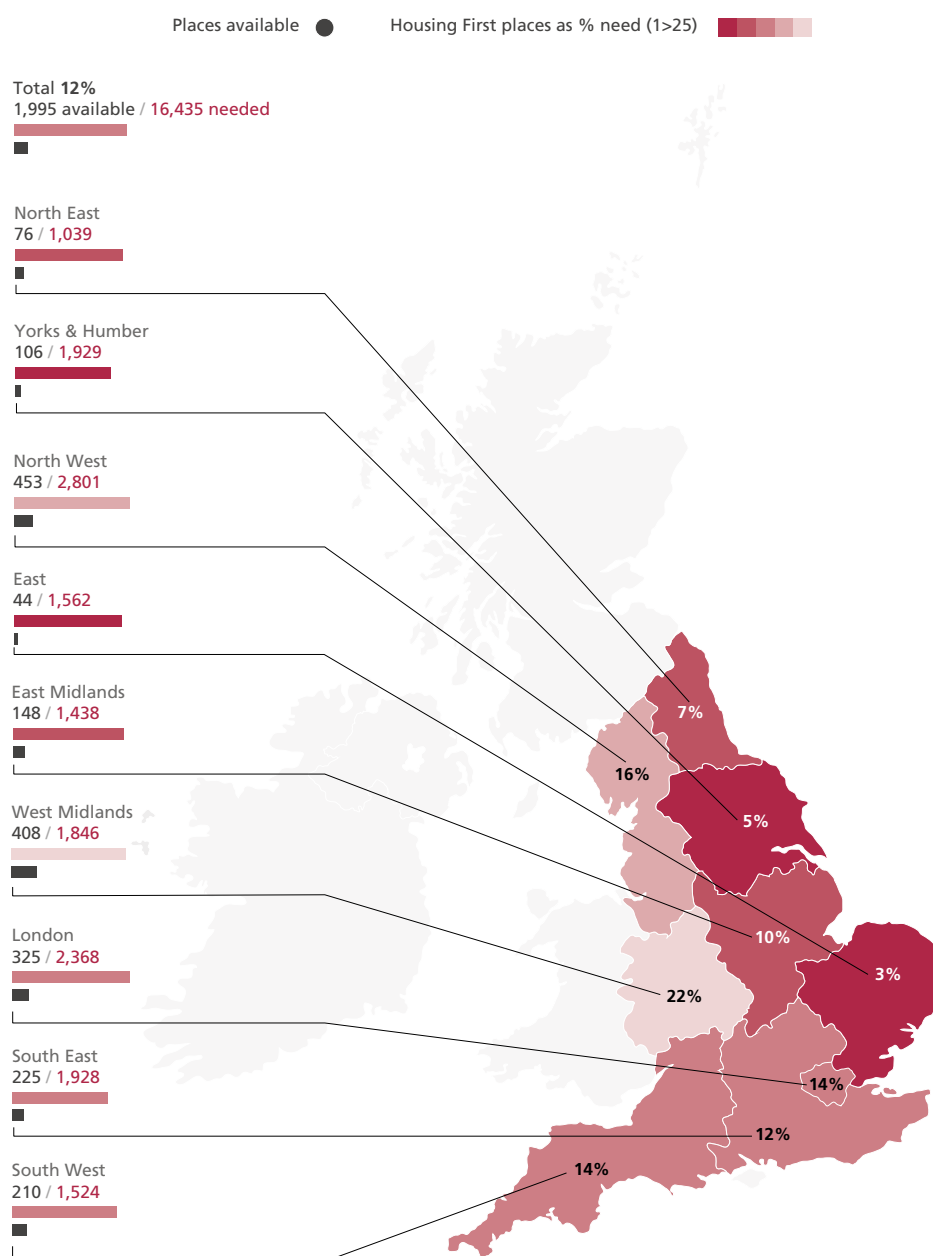 Places available
Housing First places as % need (1>25)
Total 12%
1,995 available / 16,435 needed
North East
76 / 1,039
Yorks & Humber
106 / 1,929
North West
453 / 2,801
East
44 / 1,562
East Midlands
148 / 1,438
West Midlands
408 / 1,846
London
325 / 2,368
South East
225 / 1,928
South West
210 / 1,524
7%
16%
5%
10%
3%
22%
14%
12%
14%